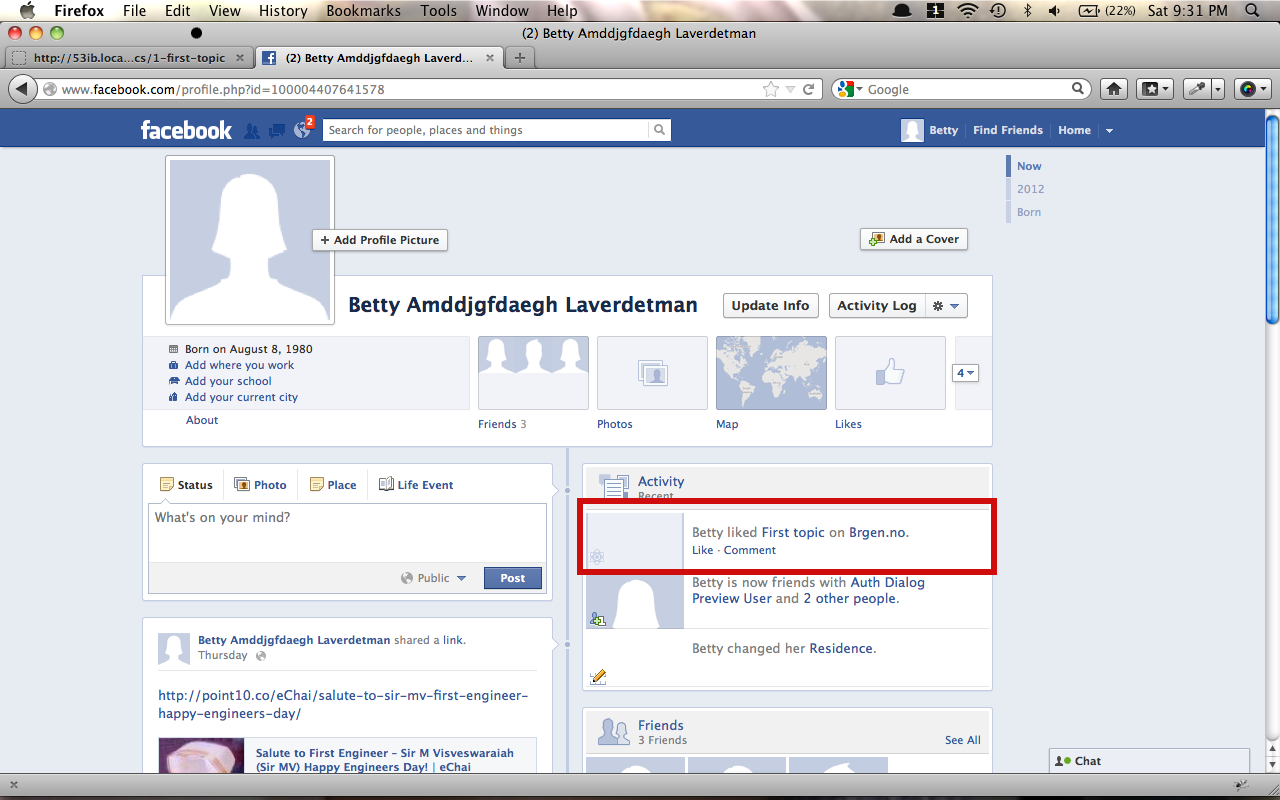 Firefox File Edit View History Bookmarks Tools Window Help 1 (22%) Sat 9:31 PM
(2) Betty Amddjgfdaegh Laverdetman
http://53ib.loca...cs/1-first-topic (2) Betty Amddjgfdaegh Laverd...
www.facebook.com/profile.php?id=100004407641578 Google
facebook 2 Search for people, places and things Betty Find Friends Home
Now
2012
Born
+ Add Profile Picture Add a Cover
Betty Amddjgfdaegh Laverdetman Update Info Activity Log
Born on August 8, 1980
Add where you work
Add your school
Add your current city
About
4
Friends 3 Photos Map Likes
Status Photo Place Life Event
What's on your mind?
Public Post
Activity
Recent
Betty liked First topic on Brgen.no.
Like · Comment
Betty is now friends with Auth Dialog
Preview User and 2 other people.
Betty changed her Residence.
Betty Amddjgfdaegh Laverdetman shared a link.
Thursday
http://point10.co/eChai/salute-to-sir-mv-first-engineer-
happy-engineers-day/
Salute to First Engineer – Sir M Visveswaraiah
(Sir MV) Happy Engineers Day! | eChai
Friends
3 Friends See All
Chat